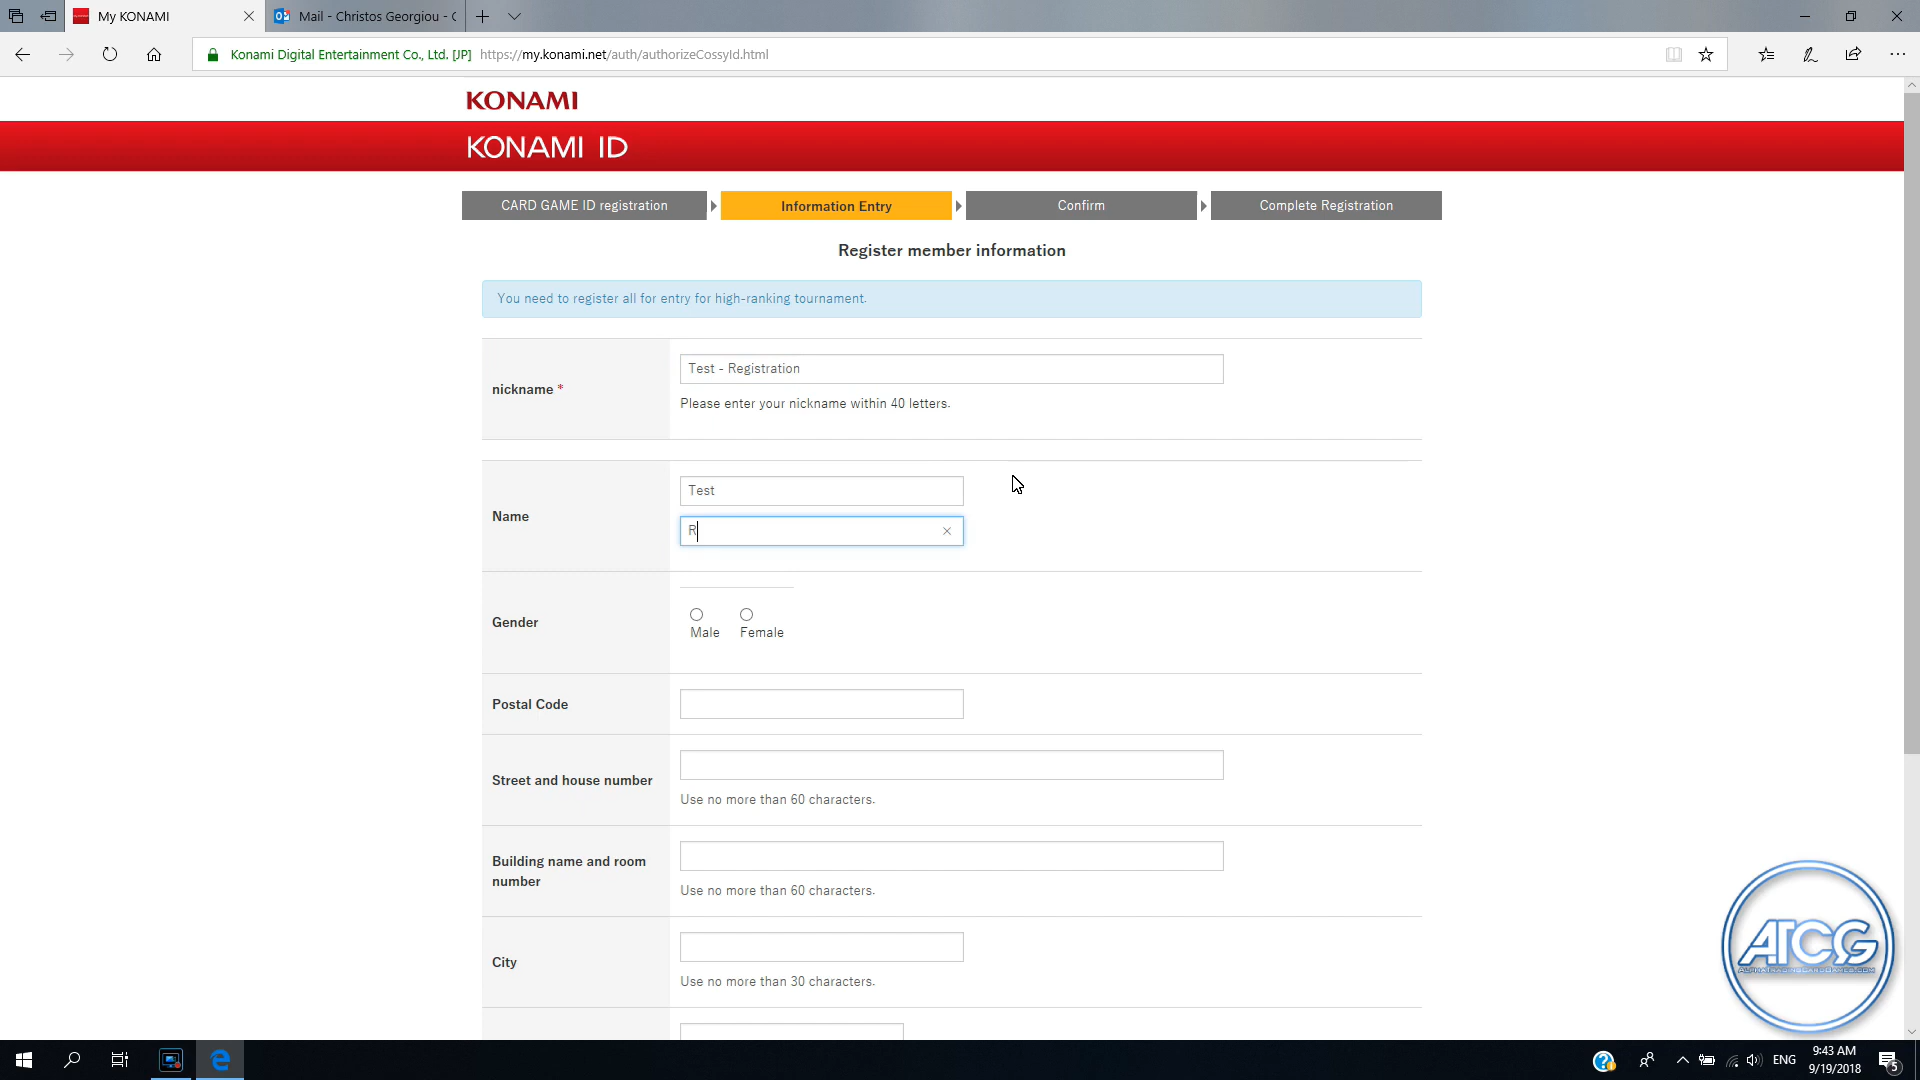 My KONAMI
Mail - Christos Georgiou - O
Konami Digital Entertainment Co., Ltd. [JP]
https://my.konami.net/auth/authorizeCossyId.html
KONAMI
KONAMI ID
CARD GAME ID registration
Information Entry
Confirm
Complete Registration
Register member information
You need to register all for entry for high-ranking tournament.
nickname *
Test - Registration
Please enter your nickname within 40 letters.
Name
Test
R
Gender
Male
Female
Postal Code
Street and house number
Use no more than 60 characters.
Building name and room
number
Use no more than 60 characters.
City
Use no more than 30 characters.
ATCG
ALPHATRADINGCARDGAMES.COM
ENG
9:43 AM
9/19/2018
5